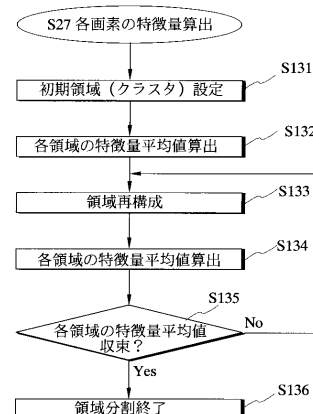 S27 各画素の特徴量算出
S131
初期領域（クラスタ）設定
S132
各領域の特徴量平均値算出
S133
領域再構成
S134
各領域の特徴量平均値算出
S135
各領域の特徴量平均値
収束？
No
Yes
S136
領域分割終了